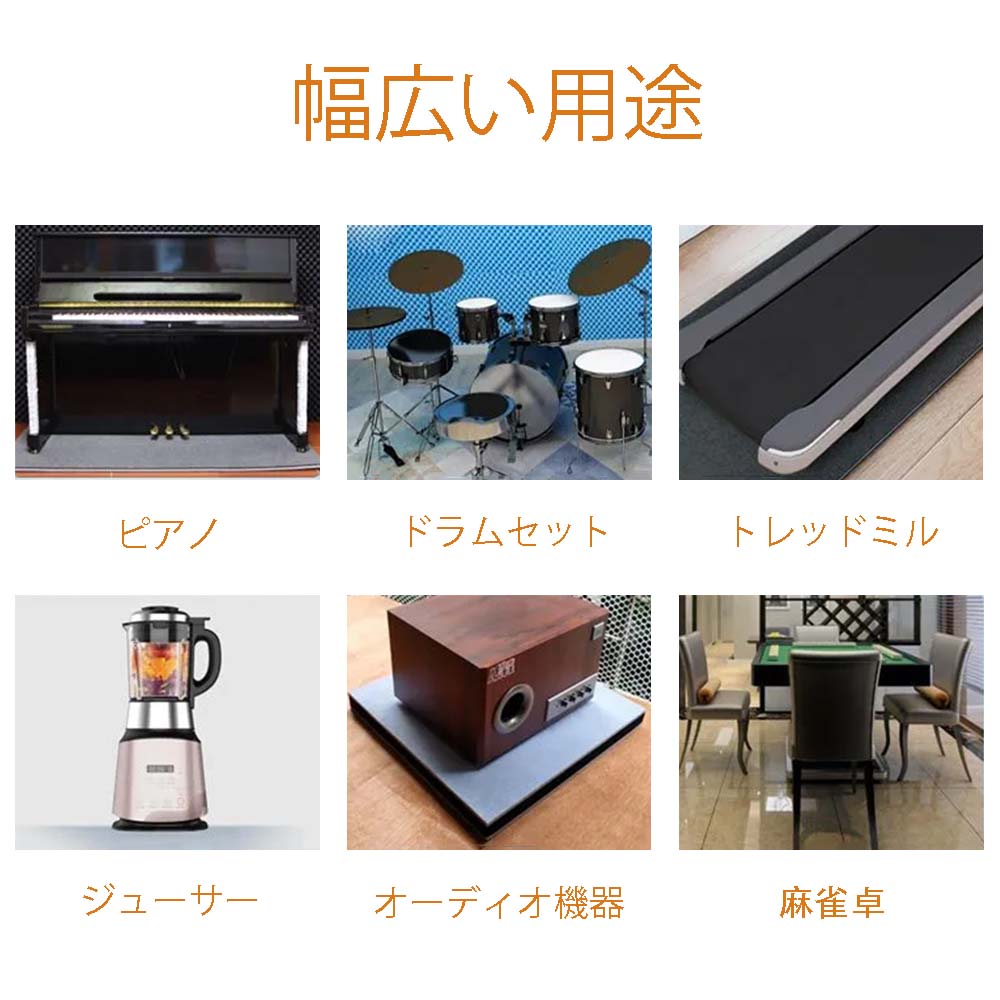 幅広い用途
ピアノ
ドラムセット
トレッドミル
ジューサー
オーディオ機器
麻雀卓